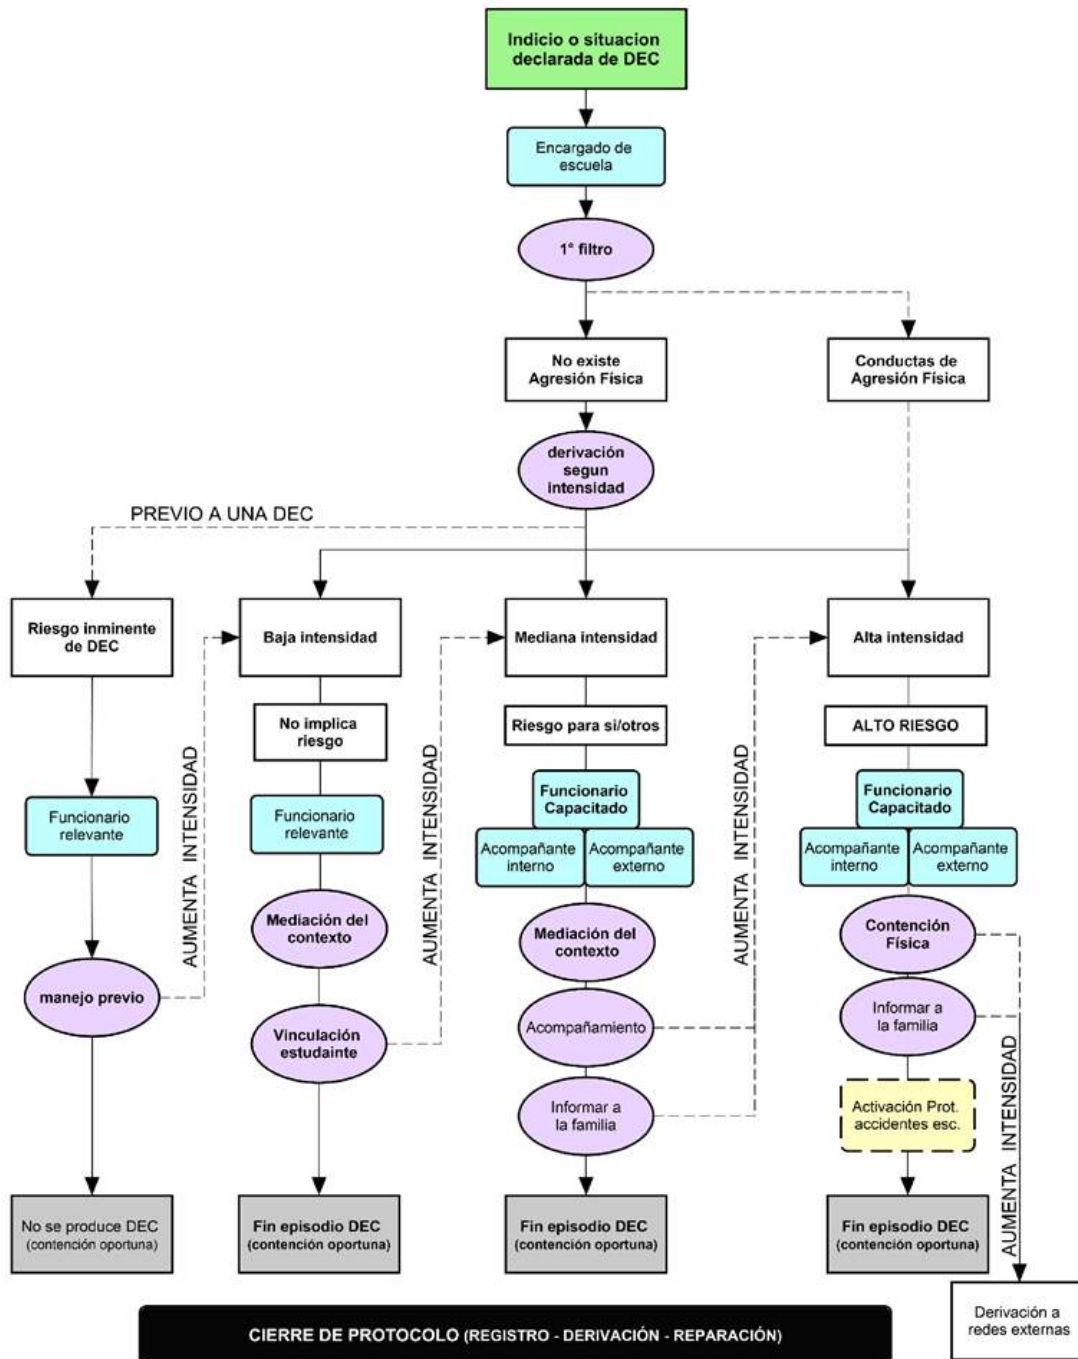 Indicio o situacion
declarada de DEC
Encargado de
escuela
1° filtro
No existe
Agresión Física
Conductas de
Agresión Física
derivación
segun
intensidad
PREVIO A UNA DEC
Riesgo inminente
de DEC
Baja intensidad
Mediana intensidad
Alta intensidad
No implica
riesgo
Riesgo para si/otros
ALTO RIESGO
Funcionario
relevante
Funcionario
relevante
Funcionario
Capacitado
Acompañante
interno
Acompañante
externo
Funcionario
Capacitado
Acompañante
interno
Acompañante
externo
AUMENTA INTENSIDAD
AUMENTA INTENSIDAD
AUMENTA INTENSIDAD
manejo previo
Mediación del
contexto
Vinculación
estudainte
Mediación del
contexto
Acompañamiento
Informar a
la familia
Contención
Física
Informar a
la familia
Activación Prot.
accidentes esc.
AUMENTA INTENSIDAD
No se produce DEC
(contención oportuna)
Fin episodio DEC
(contención oportuna)
Fin episodio DEC
(contención oportuna)
Fin episodio DEC
(contención oportuna)
Derivación a
redes externas
CIERRE DE PROTOCOLO (REGISTRO - DERIVACIÓN - REPARACIÓN)